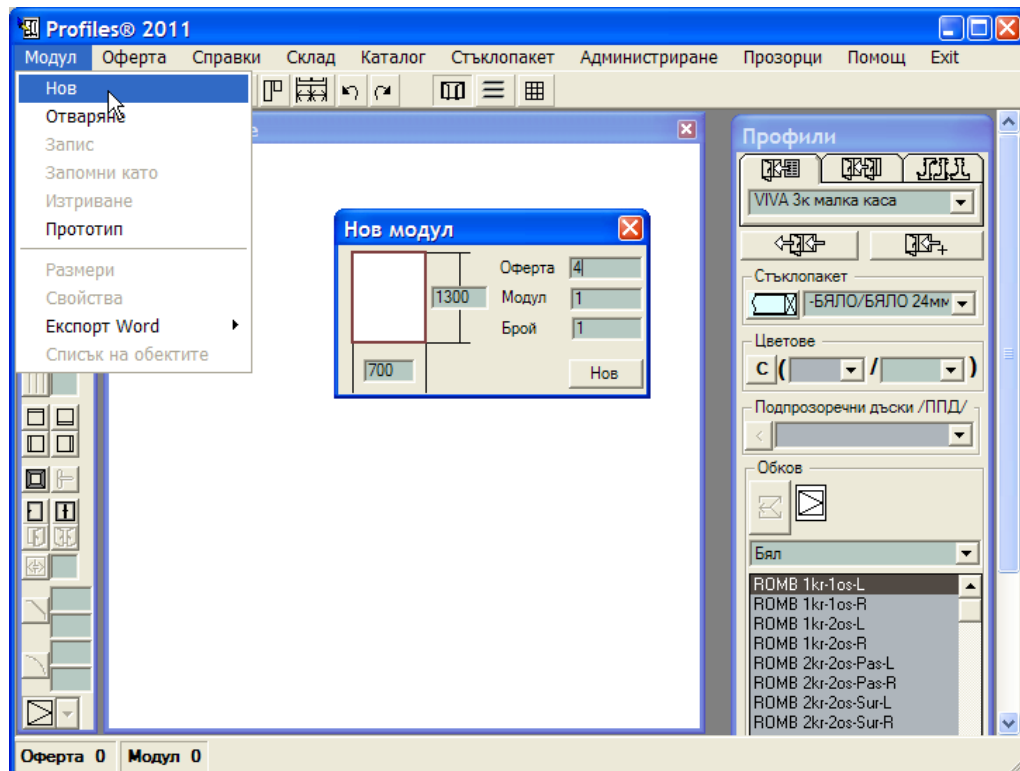 Profiles® 2011
Модул Оферта Справки Склад Каталог Стъклопакет Администриране Прозорци Помощ Exit
Нов
Отваряне
Запис
Запомни като
Изтриване
Прототип
Размери
Свойства
Експорт Word
Списък на обектите
Нов модул
Оферта 4
1300 Модул 1
Брой 1
700 Нов
Профили
VIVA 3к малка каса
Стъклопакет
-БЯЛО/БЯЛО 24мм
Цветове
C ( / )
Подпрозоречни дъски /ППД/
<
Обков
Бял
ROMB 1kr-1os-L
ROMB 1kr-1os-R
ROMB 1kr-2os-L
ROMB 1kr-2os-R
ROMB 2kr-2os-Pas-L
ROMB 2kr-2os-Pas-R
ROMB 2kr-2os-Sur-L
ROMB 2kr-2os-Sur-R
Оферта 0 Модул 0